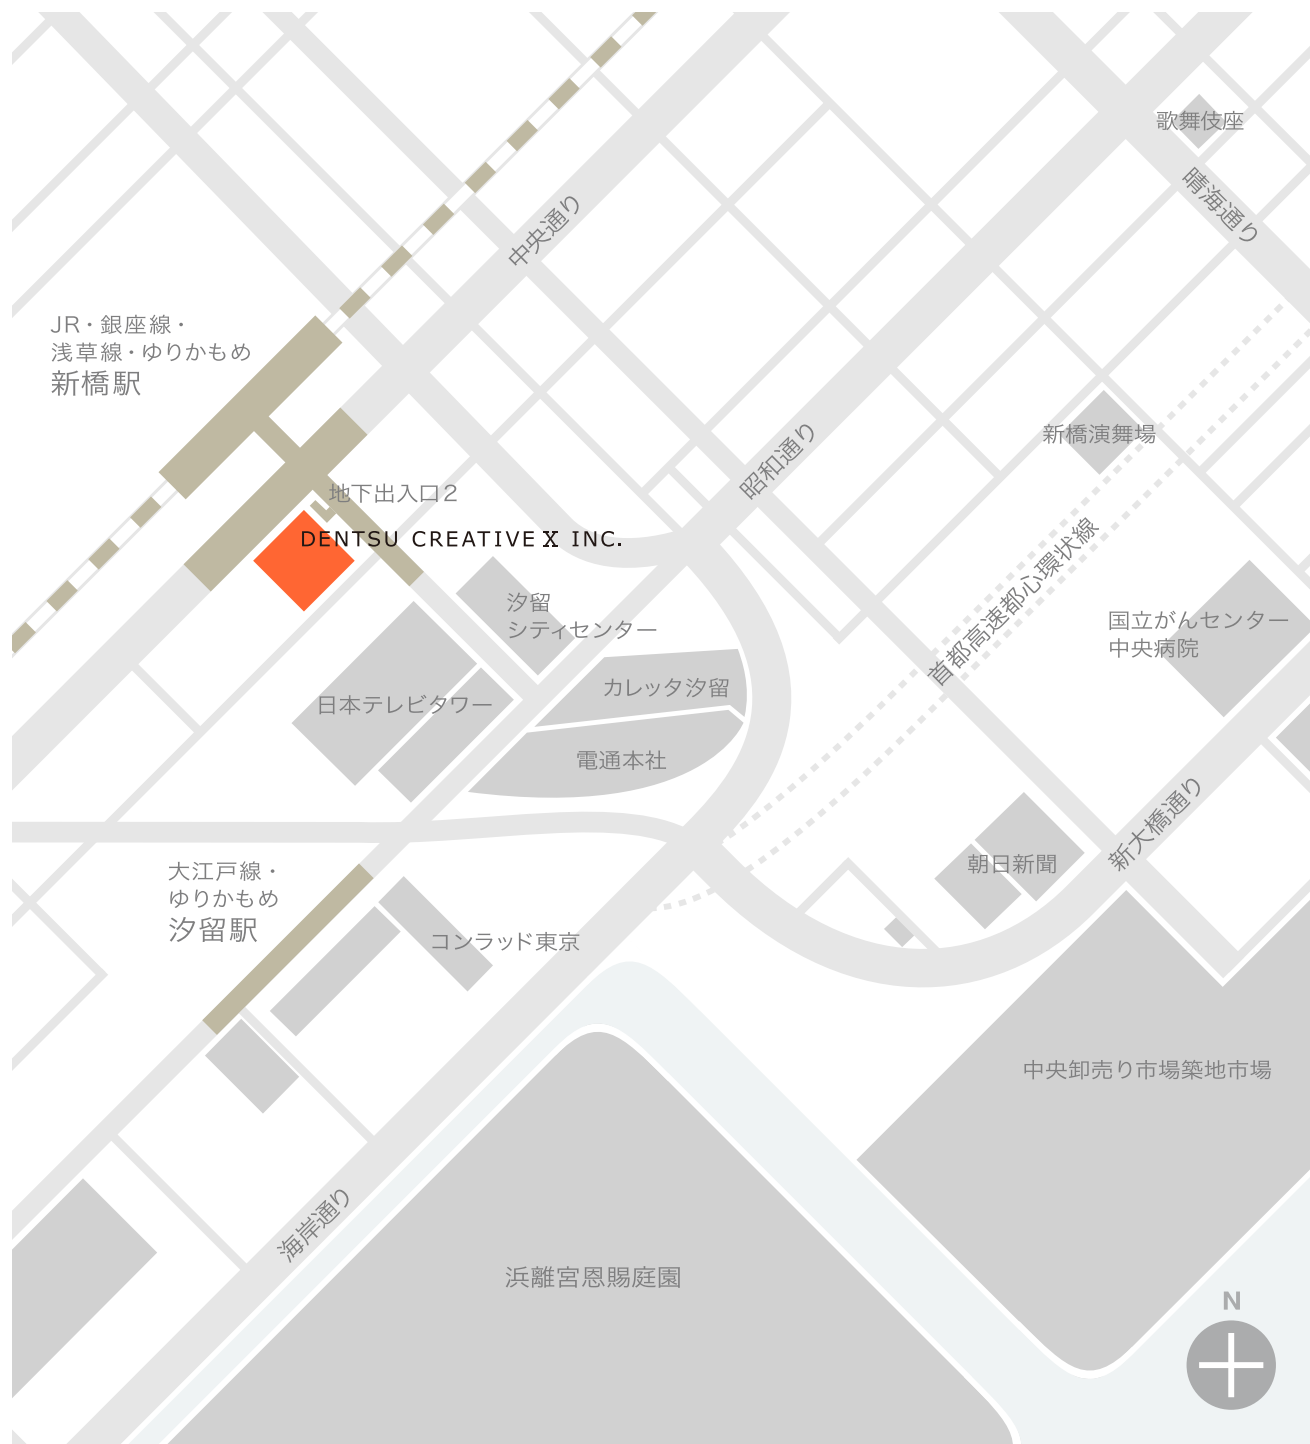 歌舞伎座
晴海通り
中央通り
JR・銀座線・
浅草線・ゆりかもめ
新橋駅
昭和通り
新橋演舞場
地下出入口2
DENTSU CREATIVE X INC.
首都高速都心環状線
汐留
シティセンター
国立がんセンター
中央病院
カレッタ汐留
日本テレビタワー
電通本社
新大橋通り
大江戸線・
ゆりかもめ
汐留駅
朝日新聞
コンラッド東京
中央卸売り市場築地市場
海岸通り
浜離宮恩賜庭園
N